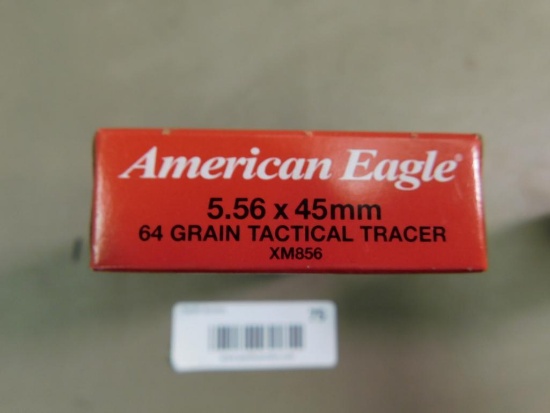 American Eagle®
5.56 x 45mm
64 GRAIN TACTICAL TRACER
XM856